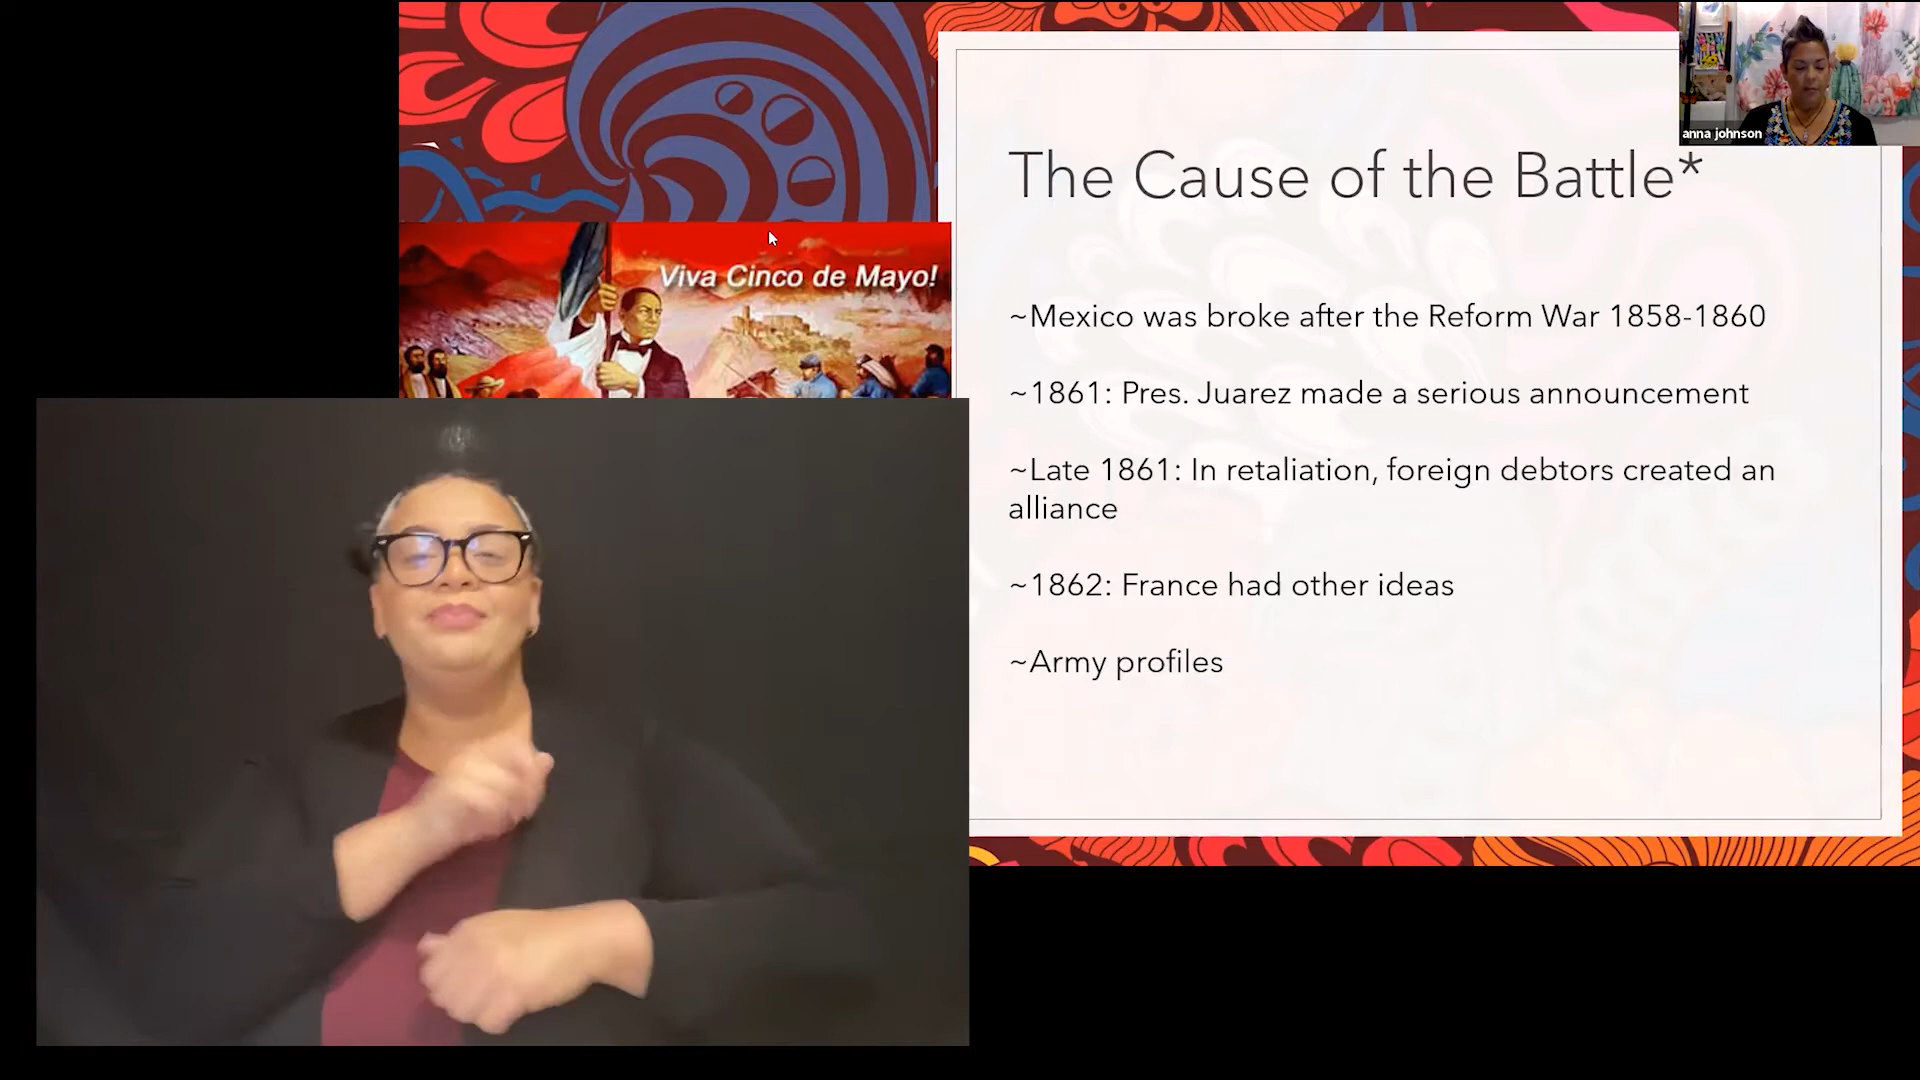 anna johnson
The Cause of the Battle*
Viva Cinco de Mayo!
~Mexico was broke after the Reform War 1858-1860
~1861: Pres. Juarez made a serious announcement
~Late 1861: In retaliation, foreign debtors created an
alliance
~1862: France had other ideas
~Army profiles